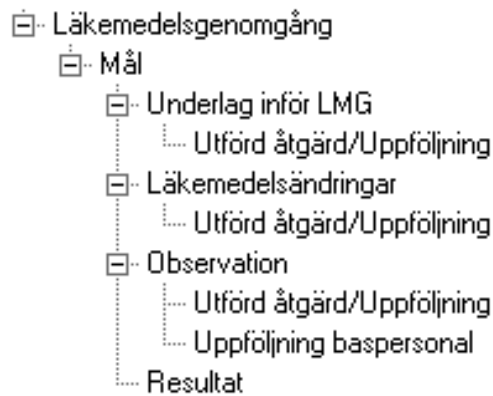 Läkemedelsgenomgång
Mål
Underlag inför LMG
Utförd åtgärd/Uppföljning
Läkemedelsändringar
Utförd åtgärd/Uppföljning
Observation
Utförd åtgärd/Uppföljning
Uppföljning baspersonal
Resultat